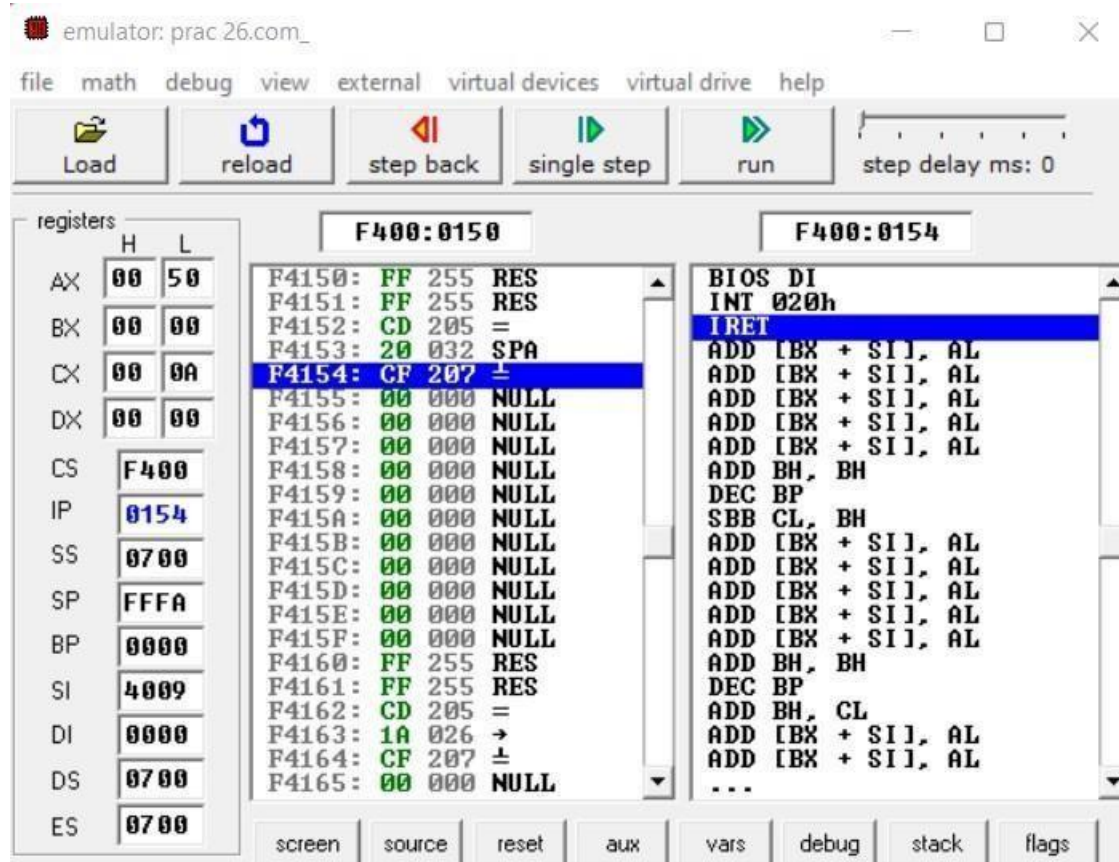 emulator: prac 26.com_
file math debug view external virtual devices virtual drive help
Load reload step back single step run step delay ms: 0
registers
H L
F400:0150
F400:0154
AX 00 50
BX 00 00
CX 00 0A
DX 00 00
CS F400
IP 0154
SS 0700
SP FFFA
BP 0000
SI 4009
DI 0000
DS 0700
ES 0700
F4150: FF 255 RES
F4151: FF 255 RES
F4152: CD 205 =
F4153: 20 032 SPA
F4154: CF 207 ╧
F4155: 00 000 NULL
F4156: 00 000 NULL
F4157: 00 000 NULL
F4158: 00 000 NULL
F4159: 00 000 NULL
F415A: 00 000 NULL
F415B: 00 000 NULL
F415C: 00 000 NULL
F415D: 00 000 NULL
F415E: 00 000 NULL
F415F: 00 000 NULL
F4160: FF 255 RES
F4161: FF 255 RES
F4162: CD 205 =
F4163: 1A 026 →
F4164: CF 207 ╧
F4165: 00 000 NULL
BIOS DI
INT 020h
IRET
ADD [BX + SI], AL
ADD [BX + SI], AL
ADD [BX + SI], AL
ADD [BX + SI], AL
ADD [BX + SI], AL
ADD BH, BH
DEC BP
SBB CL, BH
ADD [BX + SI], AL
ADD [BX + SI], AL
ADD [BX + SI], AL
ADD [BX + SI], AL
ADD [BX + SI], AL
ADD BH, BH
DEC BP
ADD BH, CL
ADD [BX + SI], AL
ADD [BX + SI], AL
...
screen source reset aux vars debug stack flags